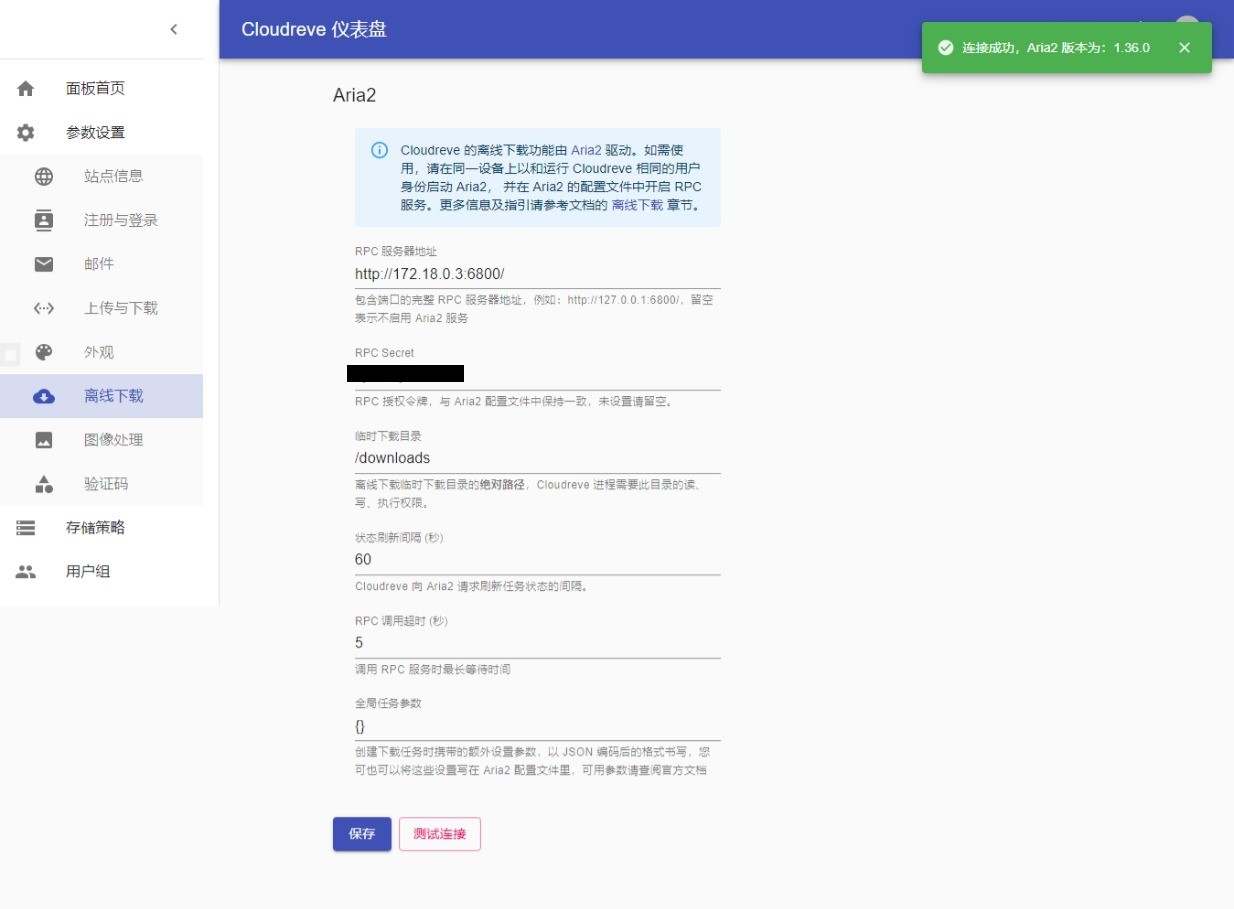 Cloudreve 仪表盘
连接成功，Aria2 版本为：1.36.0
面板首页
参数设置
站点信息
注册与登录
邮件
上传与下载
外观
离线下载
图像处理
验证码
存储策略
用户组
Aria2
Cloudreve 的离线下载功能由 Aria2 驱动。如需使
用，请在同一设备上以和运行 Cloudreve 相同的用户
身份启动 Aria2， 并在 Aria2 的配置文件中开启 RPC
服务。更多信息及指引请参考文档的 离线下载 章节。
RPC 服务器地址
http://172.18.0.3:6800/
包含端口的完整 RPC 服务器地址，例如：http://127.0.0.1:6800/，留空
表示不启用 Aria2 服务
RPC Secret
RPC 授权令牌，与 Aria2 配置文件中保持一致，未设置请留空。
临时下载目录
/downloads
离线下载临时下载目录的绝对路径，Cloudreve 进程需要此目录的读、
写、执行权限。
状态刷新间隔 (秒)
60
Cloudreve 向 Aria2 请求刷新任务状态的间隔。
RPC 调用超时 (秒)
5
调用 RPC 服务时最长等待时间
全局任务参数
{}
创建下载任务时携带的额外设置参数，以 JSON 编码后的格式书写，您
可也可以将这些设置写在 Aria2 配置文件里，可用参数请查阅官方文档
保存
测试连接